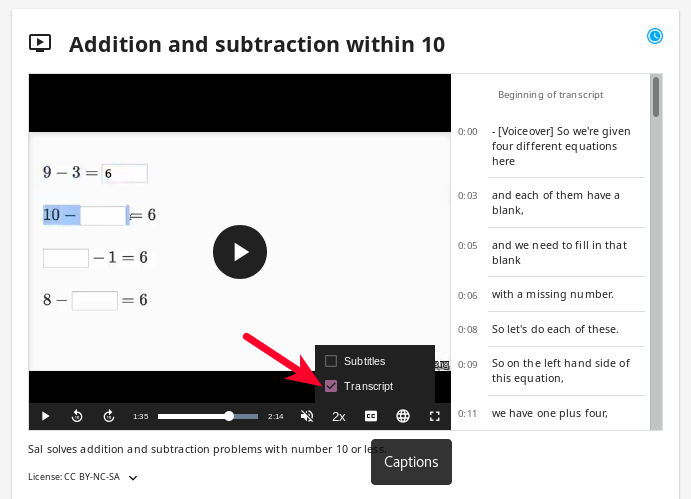 Addition and subtraction within 10
9 − 3 = 6
10 − = 6
− 1 = 6
8 − = 6
Subtitles
Transcript
1:35
2:14
2x
Beginning of transcript
0:00 - [Voiceover] So we're given
four different equations
here
0:03 and each of them have a
blank,
0:05 and we need to fill in that
blank
0:06 with a missing number.
0:08 So let's do each of these.
0:09 So on the left hand side of
this equation,
0:11 we have one plus four,
Sal solves addition and subtraction problems with number 10 or less.
Captions
License: CC BY-NC-SA